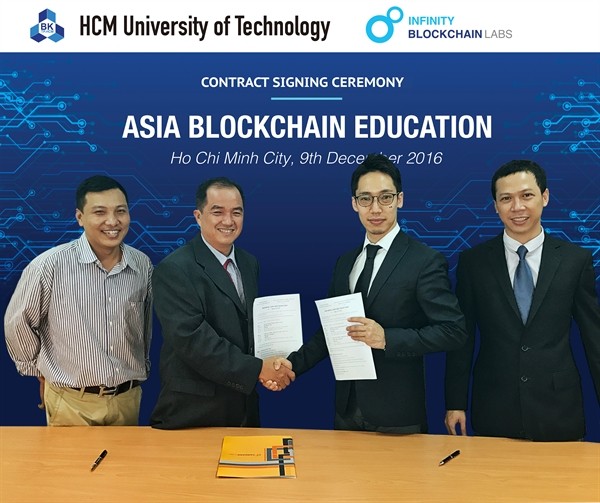 BK
HCM University of Technology
INFINITY
BLOCKCHAIN LABS
CONTRACT SIGNING CEREMONY
ASIA BLOCKCHAIN EDUCATION
Ho Chi Minh City, 9th December 2016